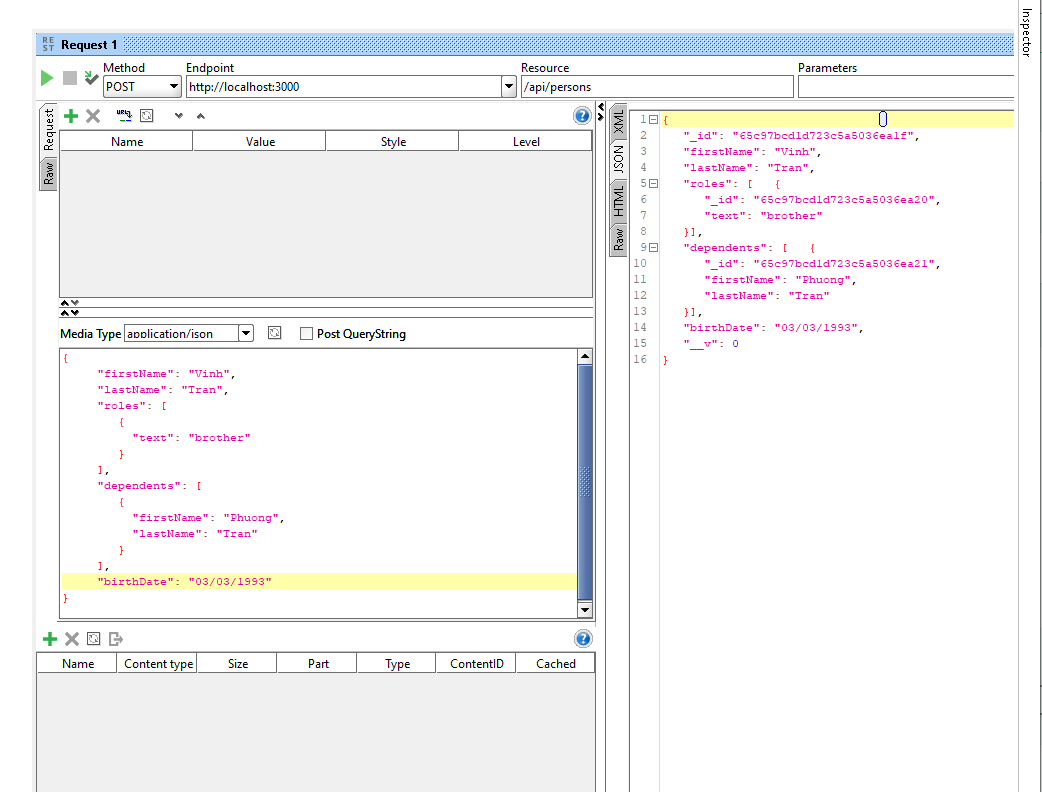 Inspector
REST Request 1
Method Endpoint Resource Parameters
POST http://localhost:3000 /api/persons
Request
Raw
Name Value Style Level
Media Type application/json Post QueryString
{
"firstName": "Vinh",
"lastName": "Tran",
"roles": [
{
"text": "brother"
}
],
"dependents": [
{
"firstName": "Phuong",
"lastName": "Tran"
}
],
"birthDate": "03/03/1993"
}
Name Content type Size Part Type ContentID Cached
XML
JSON
HTML
Raw
1 {
2 "_id": "65c97bcd1d723c5a5036ea1f",
3 "firstName": "Vinh",
4 "lastName": "Tran",
5 "roles": [ {
6 "_id": "65c97bcd1d723c5a5036ea20",
7 "text": "brother"
8 }],
9 "dependents": [ {
10 "_id": "65c97bcd1d723c5a5036ea21",
11 "firstName": "Phuong",
12 "lastName": "Tran"
13 }],
14 "birthDate": "03/03/1993",
15 "__v": 0
16 }